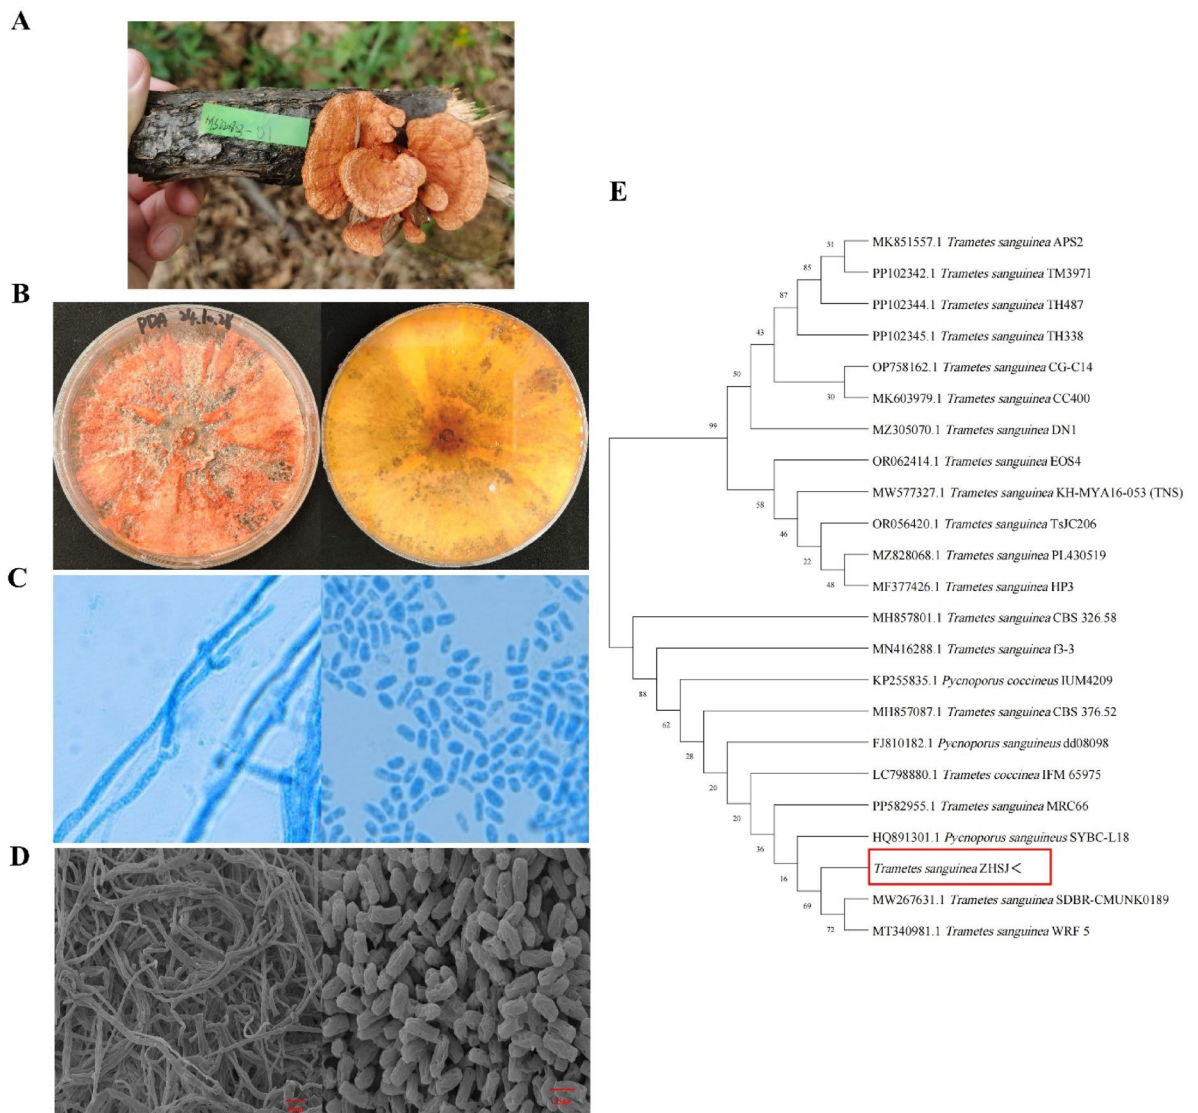 A
B
PDA 24.10.28
C
D
E
MK851557.1 Trametes sanguinea APS2
PP102342.1 Trametes sanguinea TM3971
PP102344.1 Trametes sanguinea TH487
PP102345.1 Trametes sanguinea TH338
OP758162.1 Trametes sanguinea CG-C14
MK603979.1 Trametes sanguinea CC400
MZ305070.1 Trametes sanguinea DN1
OR062414.1 Trametes sanguinea EOS4
MW577327.1 Trametes sanguinea KH-MYA16-053 (TNS)
OR056420.1 Trametes sanguinea TsJC206
MZ828068.1 Trametes sanguinea PL430519
MF377426.1 Trametes sanguinea HP3
MH857801.1 Trametes sanguinea CBS 326.58
MN416288.1 Trametes sanguinea f3-3
KP255835.1 Pycnoporus coccineus IUM4209
MH857087.1 Trametes sanguinea CBS 376.52
FJ810182.1 Pycnoporus sanguineus dd08098
LC798880.1 Trametes coccinea IFM 65975
PP582955.1 Trametes sanguinea MRC66
HQ891301.1 Pycnoporus sanguineus SYBC-L18
Trametes sanguinea ZHSJ<
MW267631.1 Trametes sanguinea SDBR-CMUNK0189
MT340981.1 Trametes sanguinea WRF 5
51
85
87
43
50
30
99
58
46
22
48
88
62
28
20
20
36
16
69
72